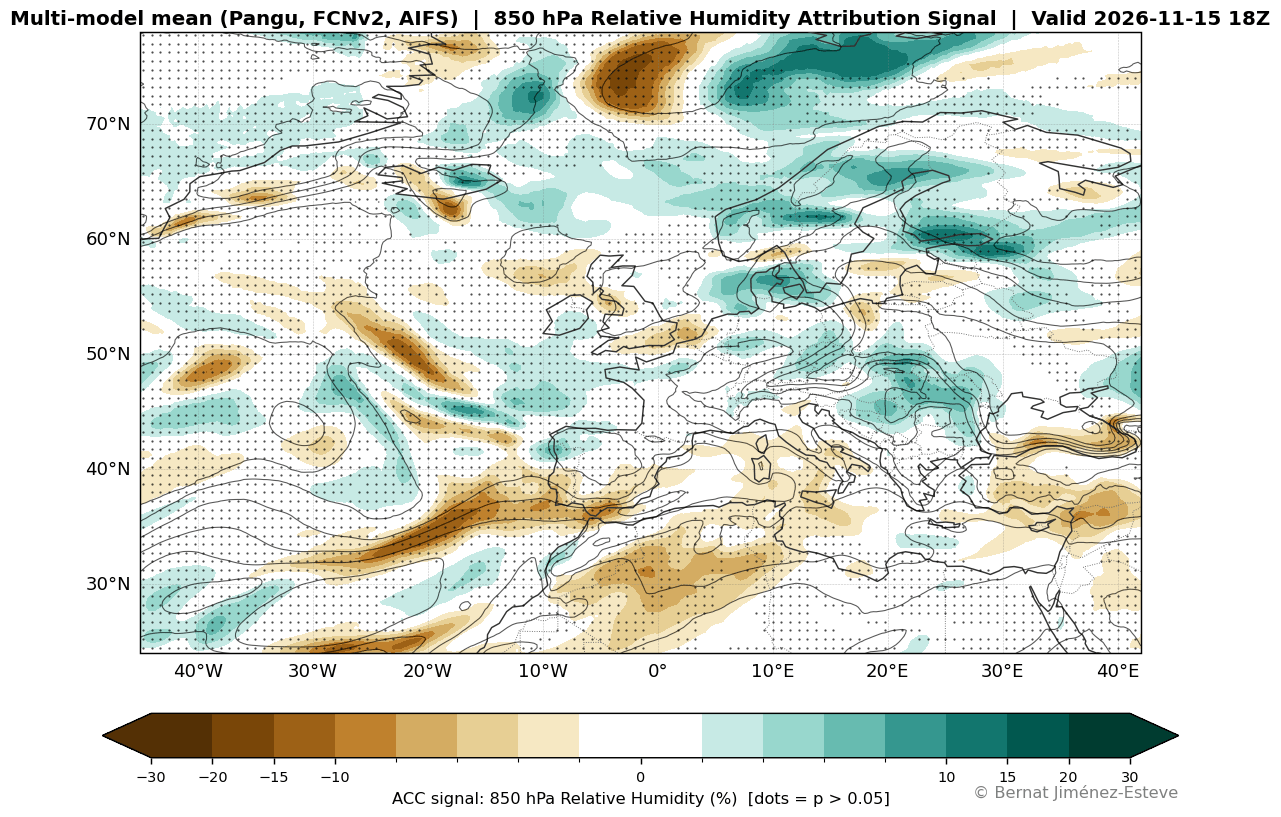 Multi-model mean (Pangu, FCNv2, AIFS) | 850 hPa Relative Humidity Attribution Signal | Valid 2026-11-15 18Z
70°N
60°N
50°N
40°N
30°N
40°W 30°W 20°W 10°W 0° 10°E 20°E 30°E 40°E
−30 −20 −15 −10 0 10 15 20 30
ACC signal: 850 hPa Relative Humidity (%) [dots = p > 0.05]
© Bernat Jiménez-Esteve